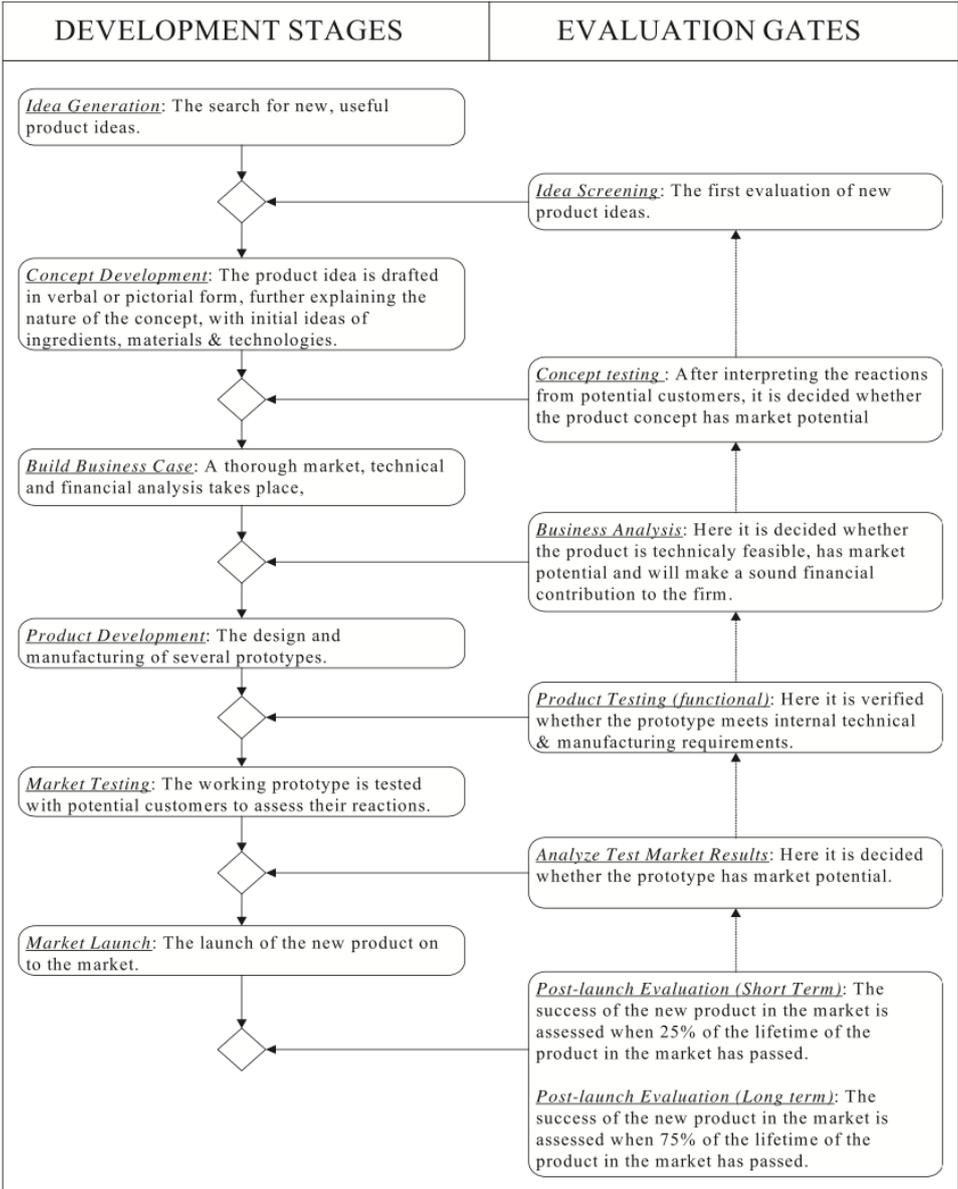 DEVELOPMENT STAGES
EVALUATION GATES
Idea Generation: The search for new, useful
product ideas.
Idea Screening: The first evaluation of new
product ideas.
Concept Development: The product idea is drafted
in verbal or pictorial form, further explaining the
nature of the concept, with initial ideas of
ingredients, materials & technologies.
Concept testing : After interpreting the reactions
from potential customers, it is decided whether
the product concept has market potential
Build Business Case: A thorough market, technical
and financial analysis takes place,
Business Analysis: Here it is decided whether
the product is technicaly feasible, has market
potential and will make a sound financial
contribution to the firm.
Product Development: The design and
manufacturing of several prototypes.
Product Testing (functional): Here it is verified
whether the prototype meets internal technical
& manufacturing requirements.
Market Testing: The working prototype is tested
with potential customers to assess their reactions.
Analyze Test Market Results: Here it is decided
whether the prototype has market potential.
Market Launch: The launch of the new product on
to the market.
Post-launch Evaluation (Short Term): The
success of the new product in the market is
assessed when 25% of the lifetime of the
product in the market has passed.
Post-launch Evaluation (Long term): The
success of the new product in the market is
assessed when 75% of the lifetime of the
product in the market has passed.